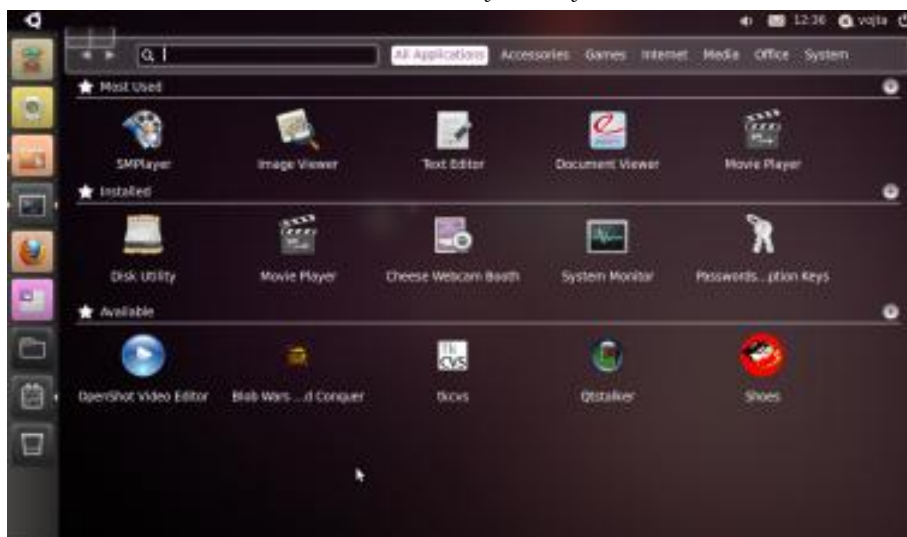 12:36 vojta
All Applications Accessories Games Internet Media Office System
Most Used
SMPlayer Image Viewer Text Editor Document Viewer Movie Player
Installed
Disk Utility Movie Player Cheese Webcam Booth System Monitor Passwords...ption Keys
Available
OpenShot Video Editor Blob Wars ...d Conquer tkcvs Qtstalker Shoes